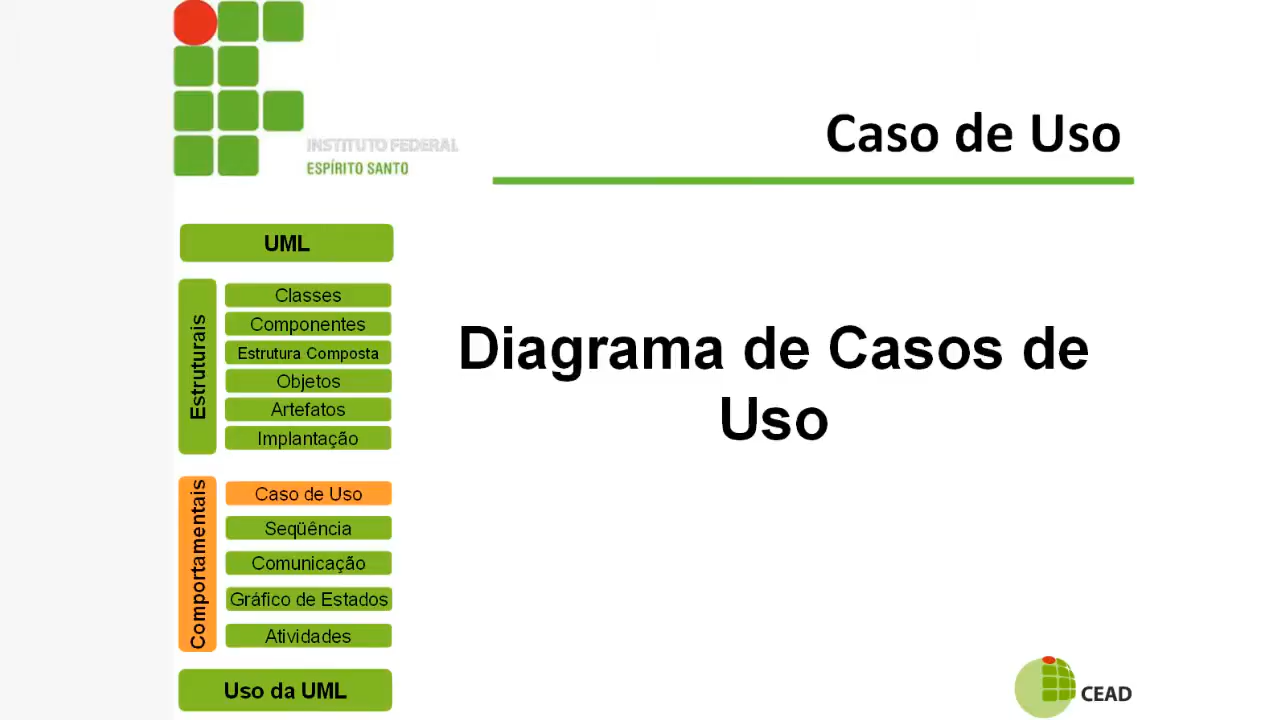 INSTITUTO FEDERAL
ESPÍRITO SANTO
Caso de Uso
UML
Estruturais
Classes
Componentes
Estrutura Composta
Objetos
Artefatos
Implantação
Diagrama de Casos de
Uso
Comportamentais
Caso de Uso
Seqüência
Comunicação
Gráfico de Estados
Atividades
Uso da UML
CEAD